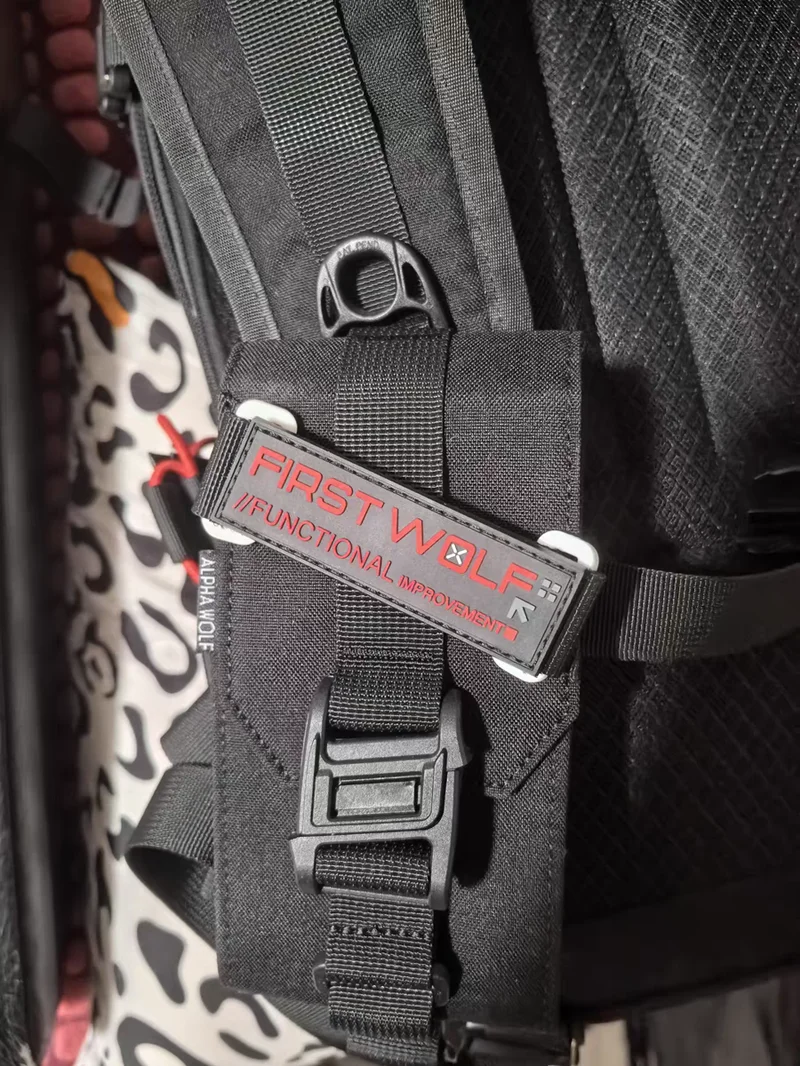 PAT. PEND.
FIRST WOLF
//FUNCTIONAL IMPROVEMENT
ALPHA WOLF